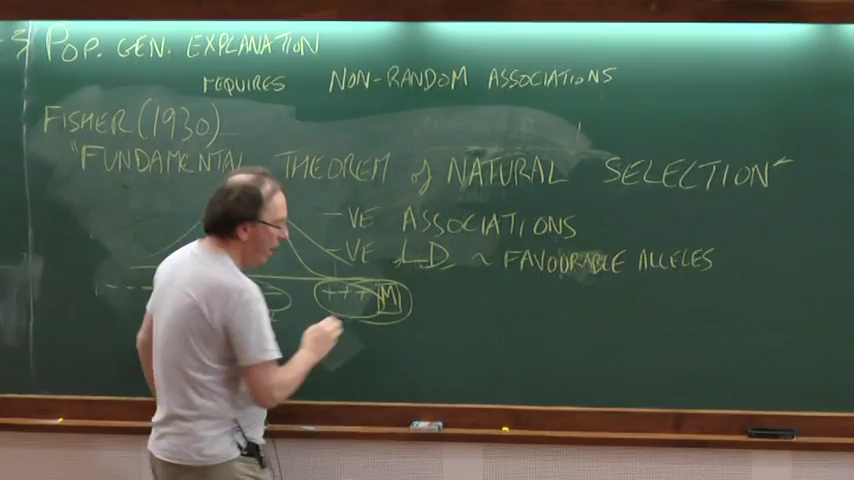 POP. GEN. EXPLANATION
REQUIRES NON-RANDOM ASSOCIATIONS
FISHER (1930)
"FUNDAMENTAL THEOREM of NATURAL SELECTION"
-VE ASSOCIATIONS
-VE LD ~ FAVOURABLE ALLELES
+++ M